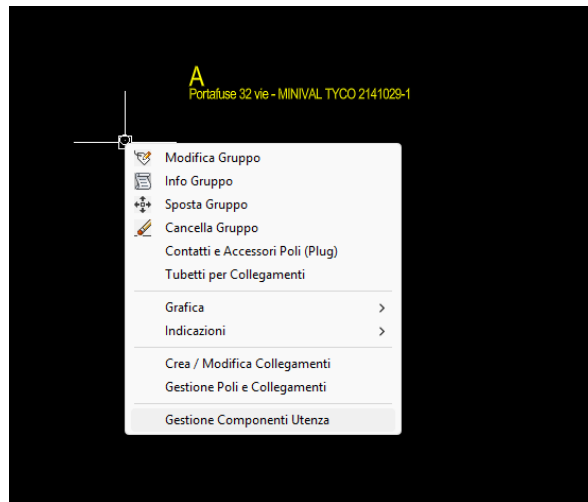 A
Portafuse 32 vie - MINIVAL TYCO 2141029-1
Modifica Gruppo
Info Gruppo
Sposta Gruppo
Cancella Gruppo
Contatti e Accessori Poli (Plug)
Tubetti per Collegamenti
Grafica
Indicazioni
Crea / Modifica Collegamenti
Gestione Poli e Collegamenti
Gestione Componenti Utenza